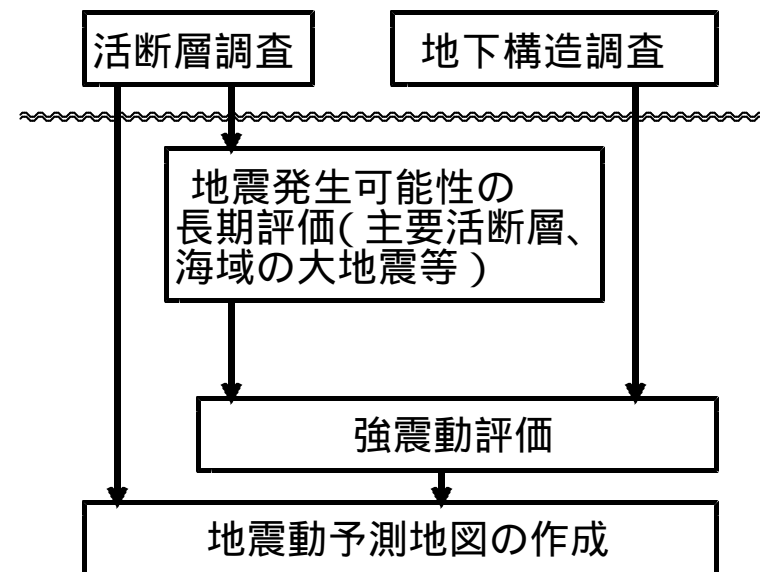 活断層調査
地下構造調査
地震発生可能性の
長期評価(主要活断層、
海域の大地震等)
強震動評価
地震動予測地図の作成